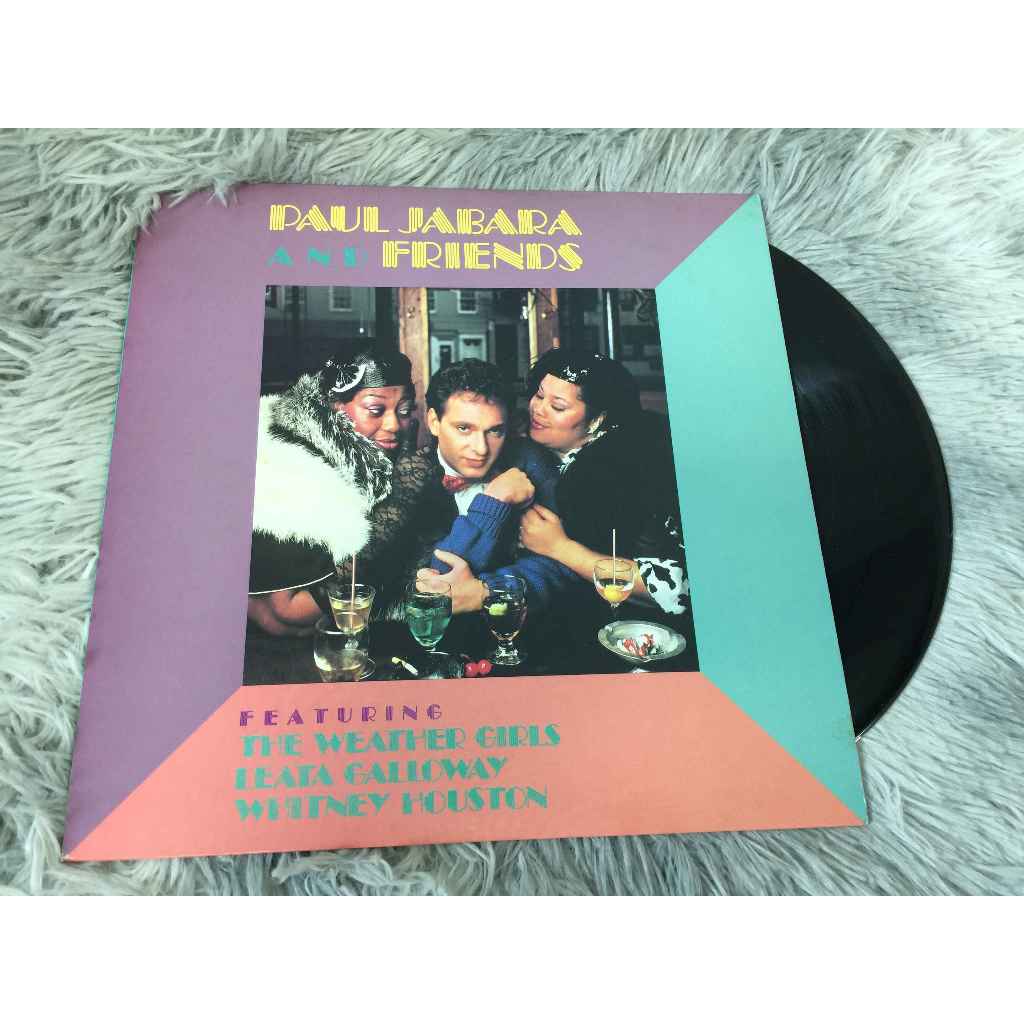 PAUL JABARA
AND FRIENDS
FEATURING
THE WEATHER GIRLS
LEATA GALLOWAY
WHITNEY HOUSTON